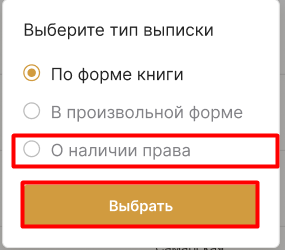 Выберите тип выписки
По форме книги
В произвольной форме
О наличии права
Выбрать